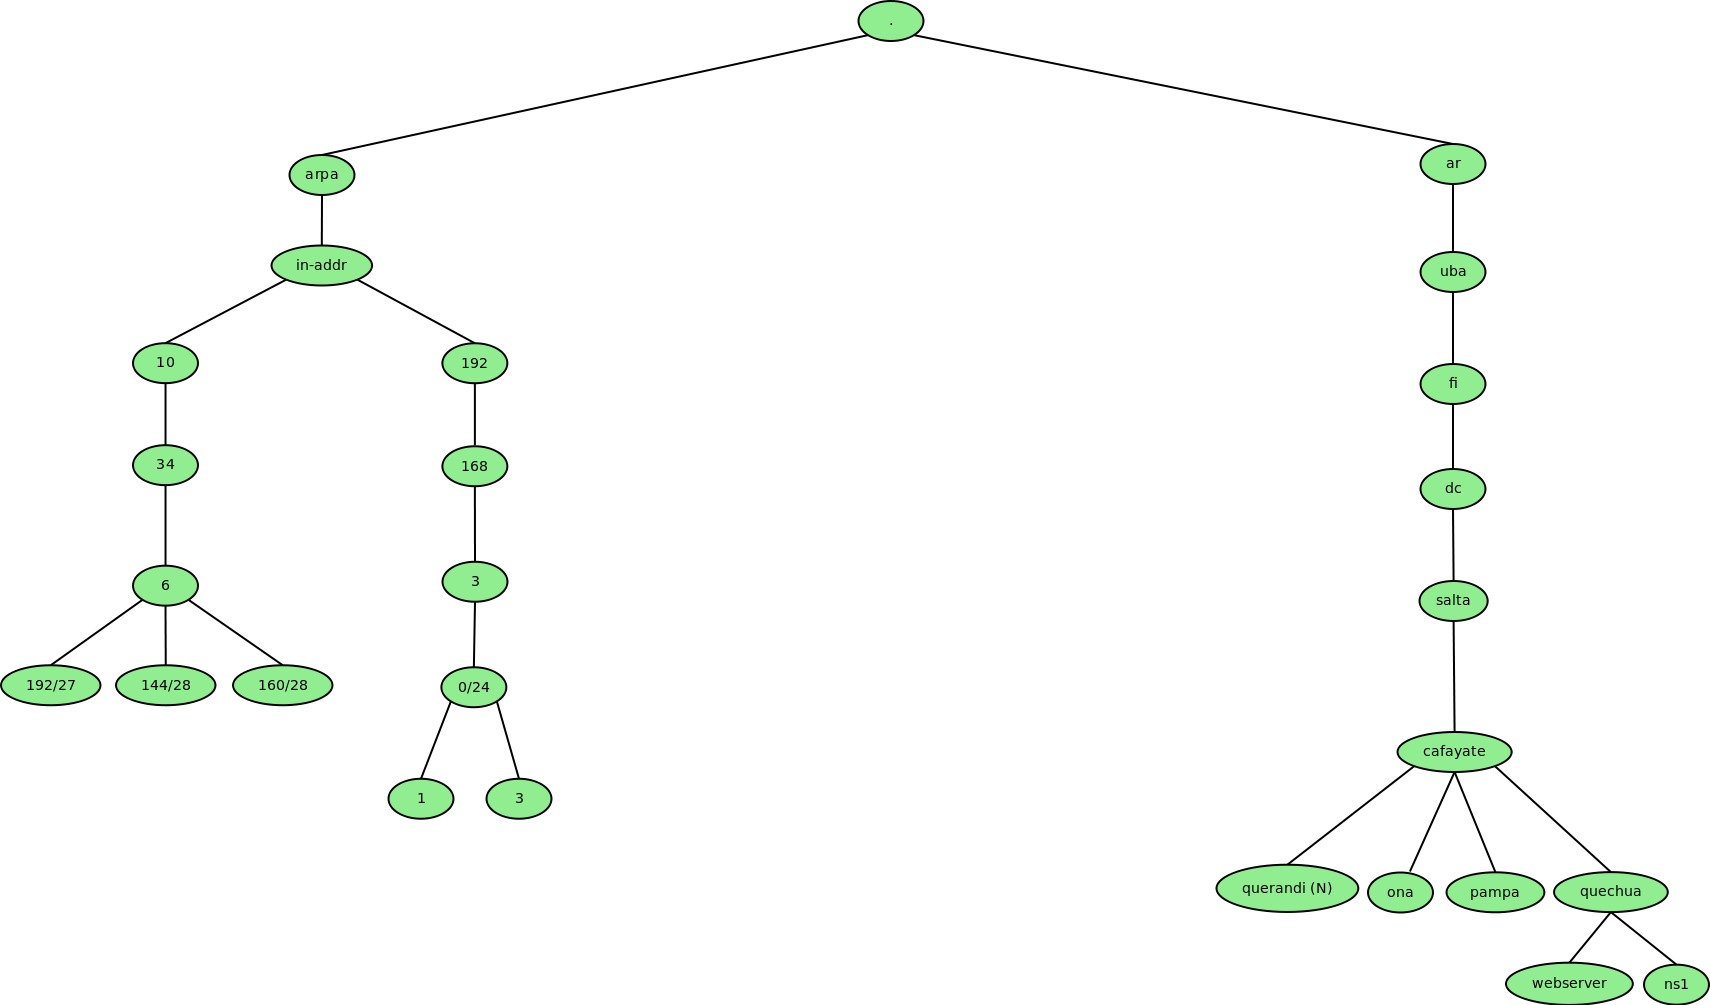 .
arpa
ar
in-addr
uba
10
192
fi
34
168
dc
6
3
salta
192/27
144/28
160/28
0/24
cafayate
1
3
querandi (N)
ona
pampa
quechua
webserver
ns1